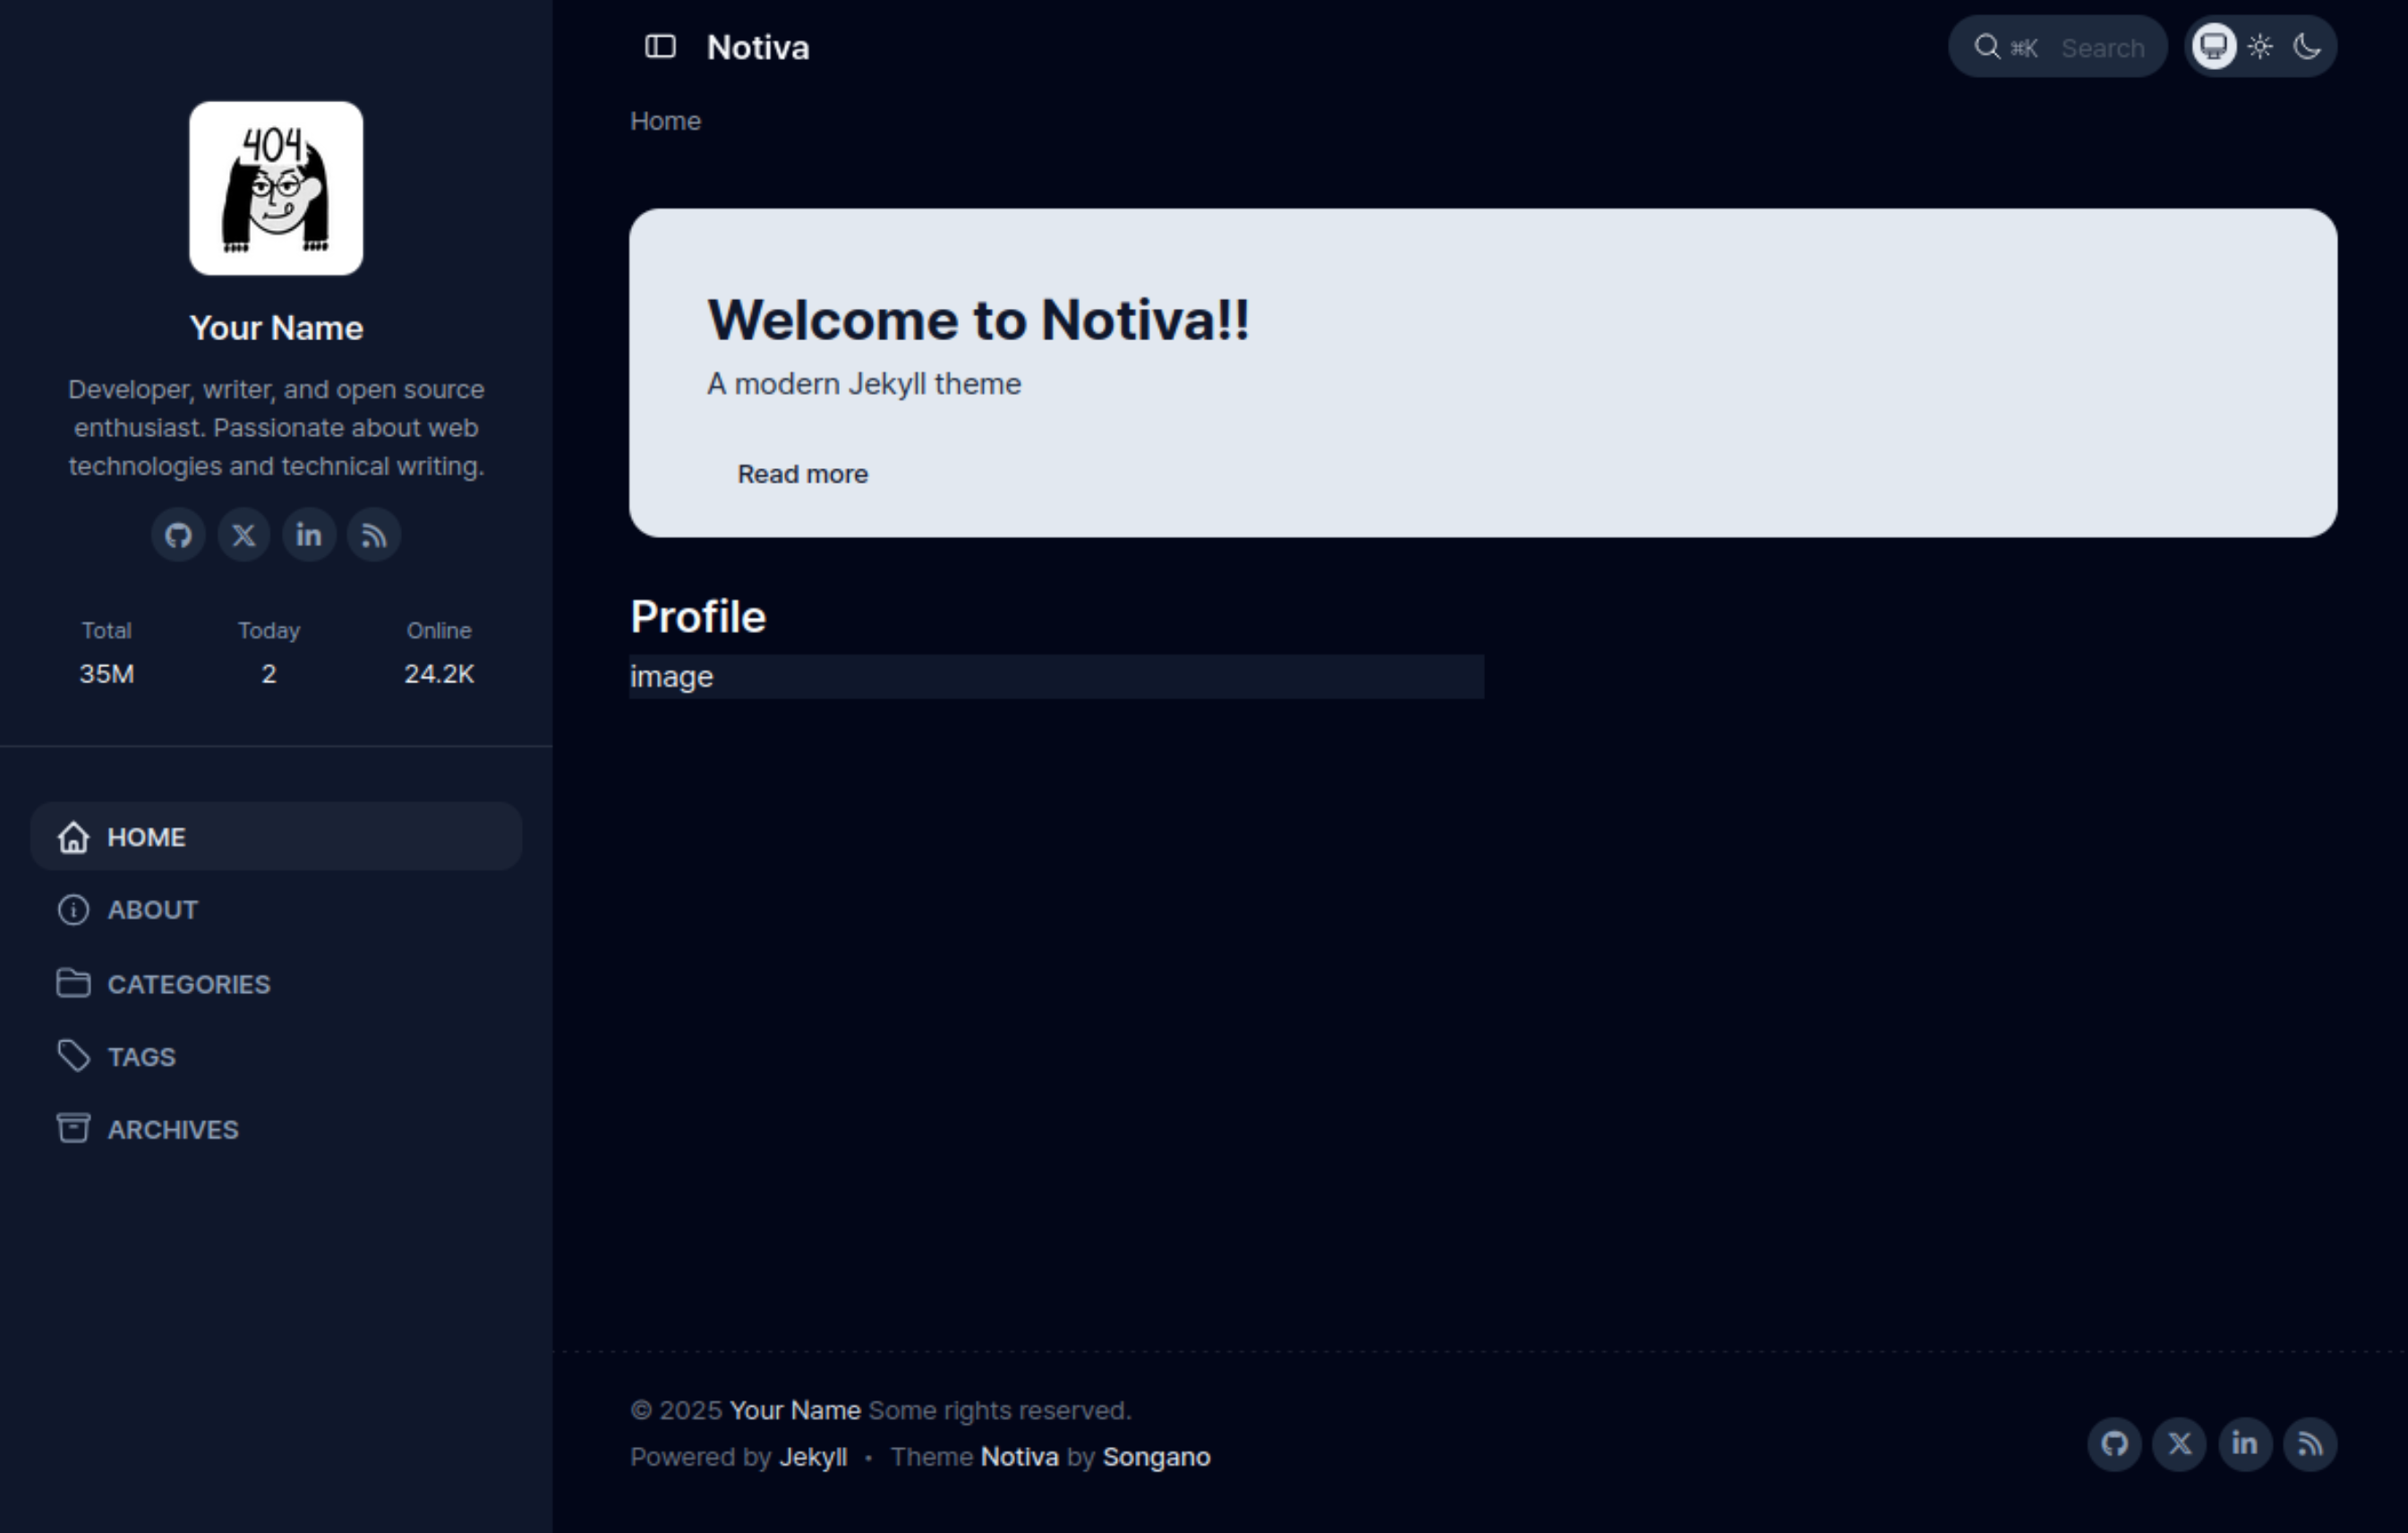 404
Your Name
Developer, writer, and open source
enthusiast. Passionate about web
technologies and technical writing.
Total Today Online
35M 2 24.2K
HOME
ABOUT
CATEGORIES
TAGS
ARCHIVES
Notiva
⌘K Search
Home
Welcome to Notiva!!
A modern Jekyll theme
Read more
Profile
image
© 2025 Your Name Some rights reserved.
Powered by Jekyll • Theme Notiva by Songano